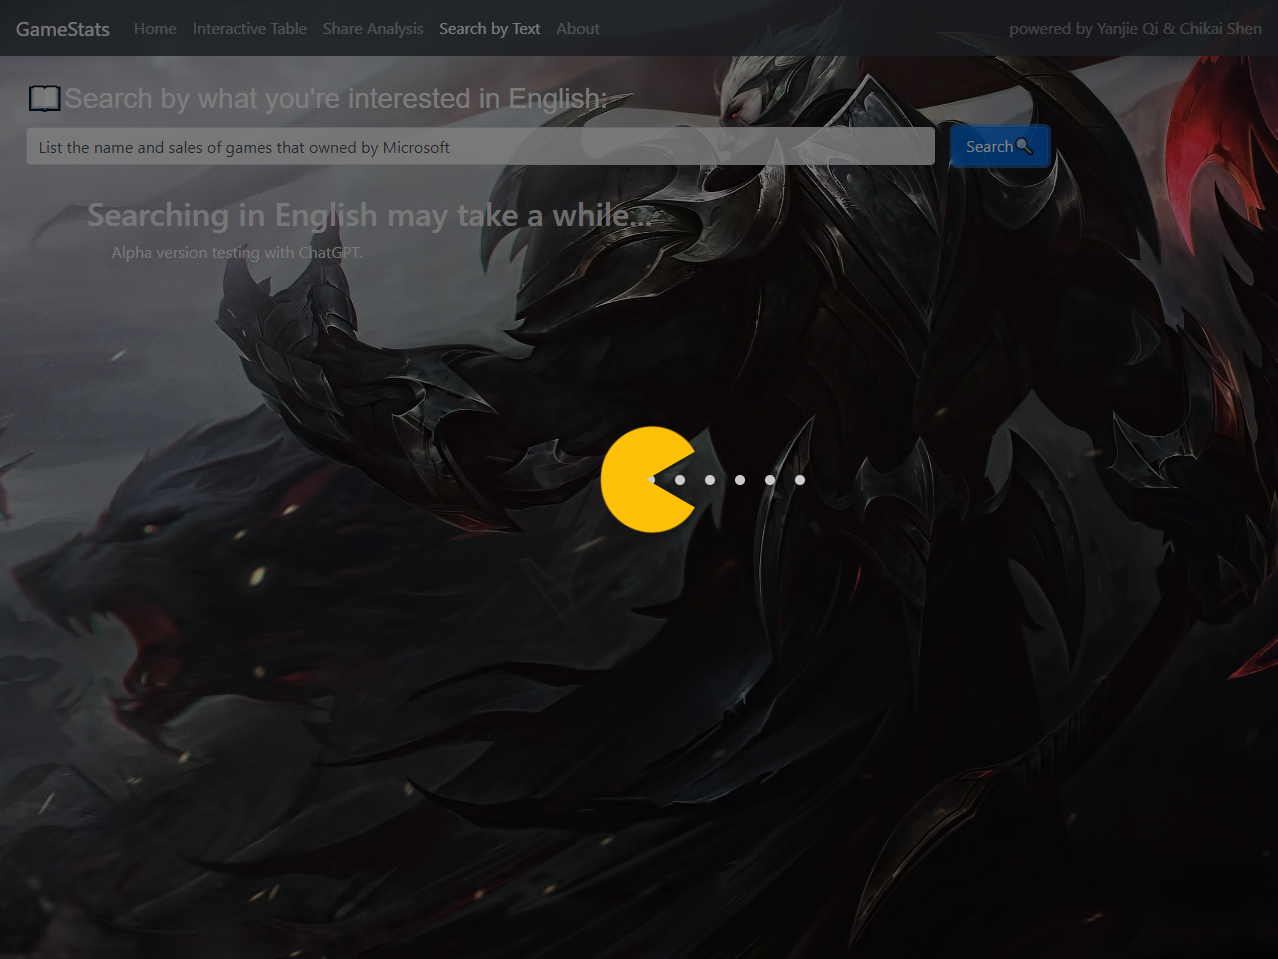 GameStats Home Interactive Table Share Analysis Search by Text About powered by Yanjie Qi & Chikai Shen
Search by what you're interested in English:
List the name and sales of games that owned by Microsoft Search
Searching in English may take a while...
Alpha version testing with ChatGPT.